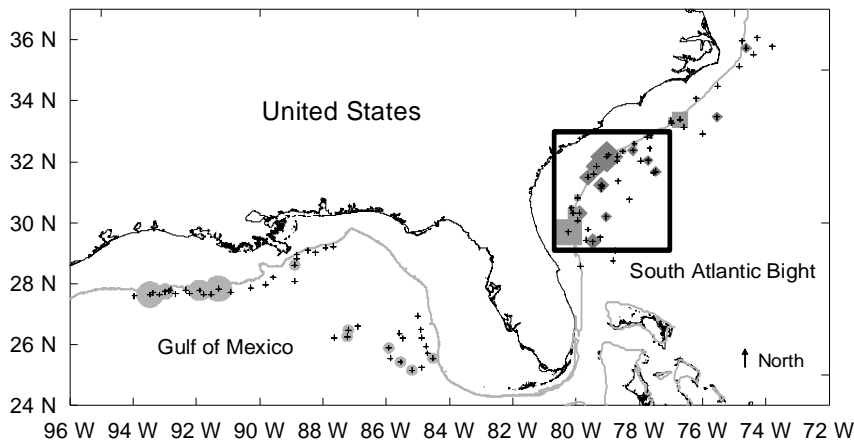 36 N
34 N
United States
32 N
30 N
28 N
South Atlantic Bight
26 N
Gulf of Mexico
North
24 N
96 W 94 W 92 W 90 W 88 W 86 W 84 W 82 W 80 W 78 W 76 W 74 W 72 W